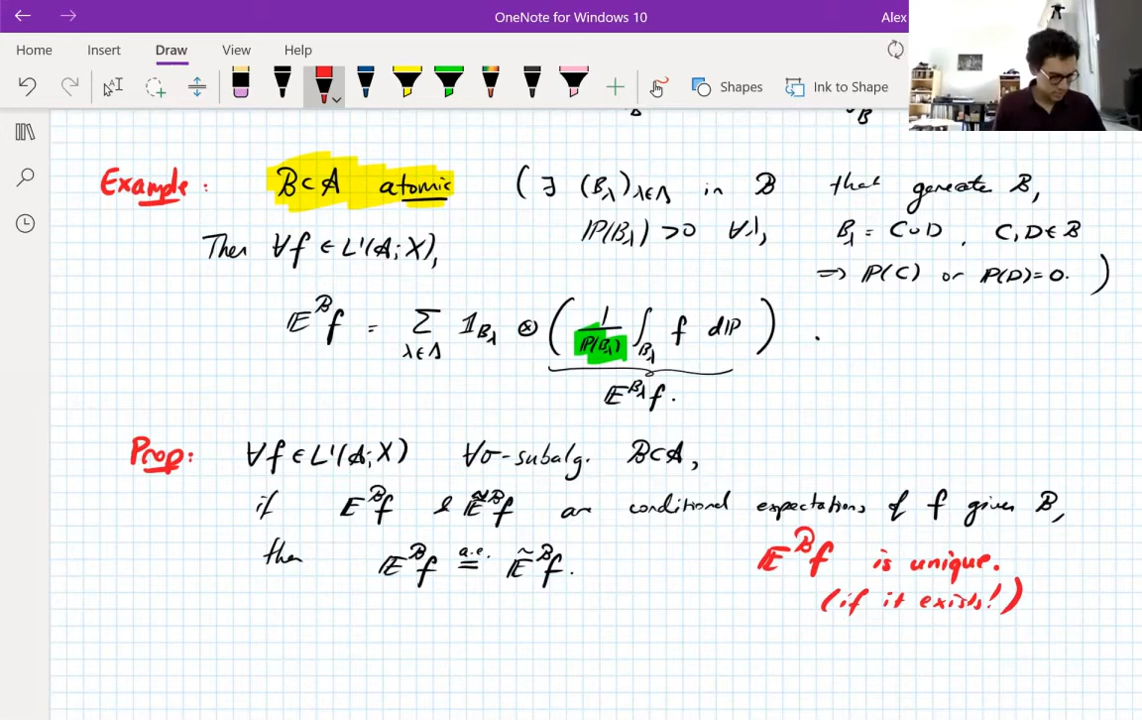 OneNote for Windows 10
Alex
Home Insert Draw View Help
Shapes Ink to Shape
Example: B⊂A atomic (∃ (B_λ)_{λ∈Λ} in B that generate B,
P(B_λ) > 0 ∀λ, B_λ = C∪D, C,D∈B
Then ∀f ∈ L¹(A;X),
⇒ P(C) or P(D)=0.)
𝔼^B f = Σ_{λ∈Λ} 𝟙_{B_λ} ⊗ ( 1/P(B_λ) ∫_{B_λ} f dP ).
𝔼^{B_λ} f.
Prop: ∀f ∈ L¹(A;X) ∀σ-subalg. B⊂A,
if 𝔼^B f & 𝔼̃^B f are conditional expectations of f given B,
then 𝔼^B f =^{a.e.} 𝔼̃^B f.
𝔼^B f is unique.
(if it exists!)